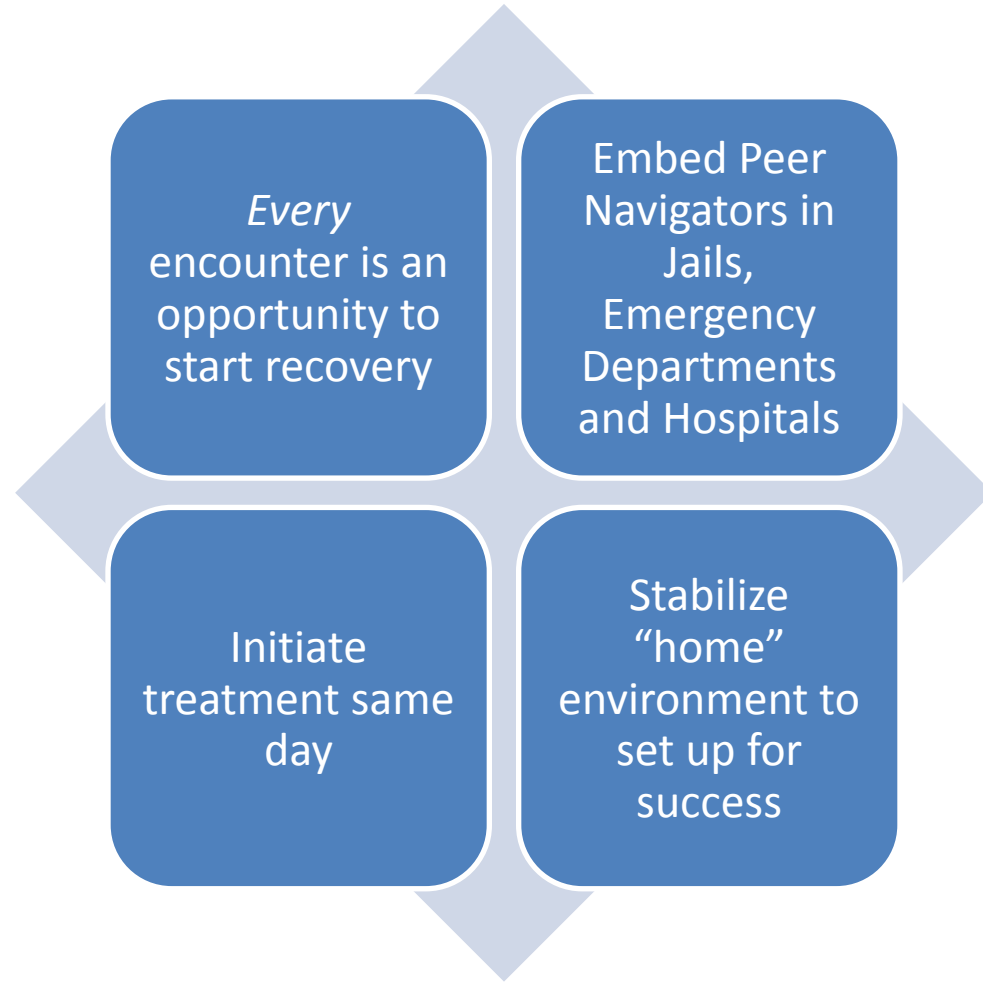 Every
encounter is an
opportunity to
start recovery
Embed Peer
Navigators in
Jails,
Emergency
Departments
and Hospitals
Initiate
treatment same
day
Stabilize
“home”
environment to
set up for
success